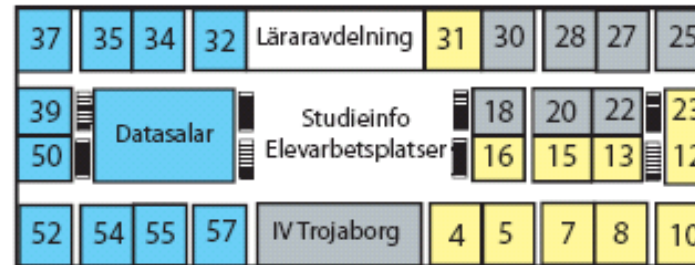 37 35 34 32 Läraravdelning 31 30 28 27 25
39 18 20 22 23
Datasalar Studieinfo
Elevarbetsplatser
50 16 15 13 12
52 54 55 57 IV Trojaborg 4 5 7 8 10